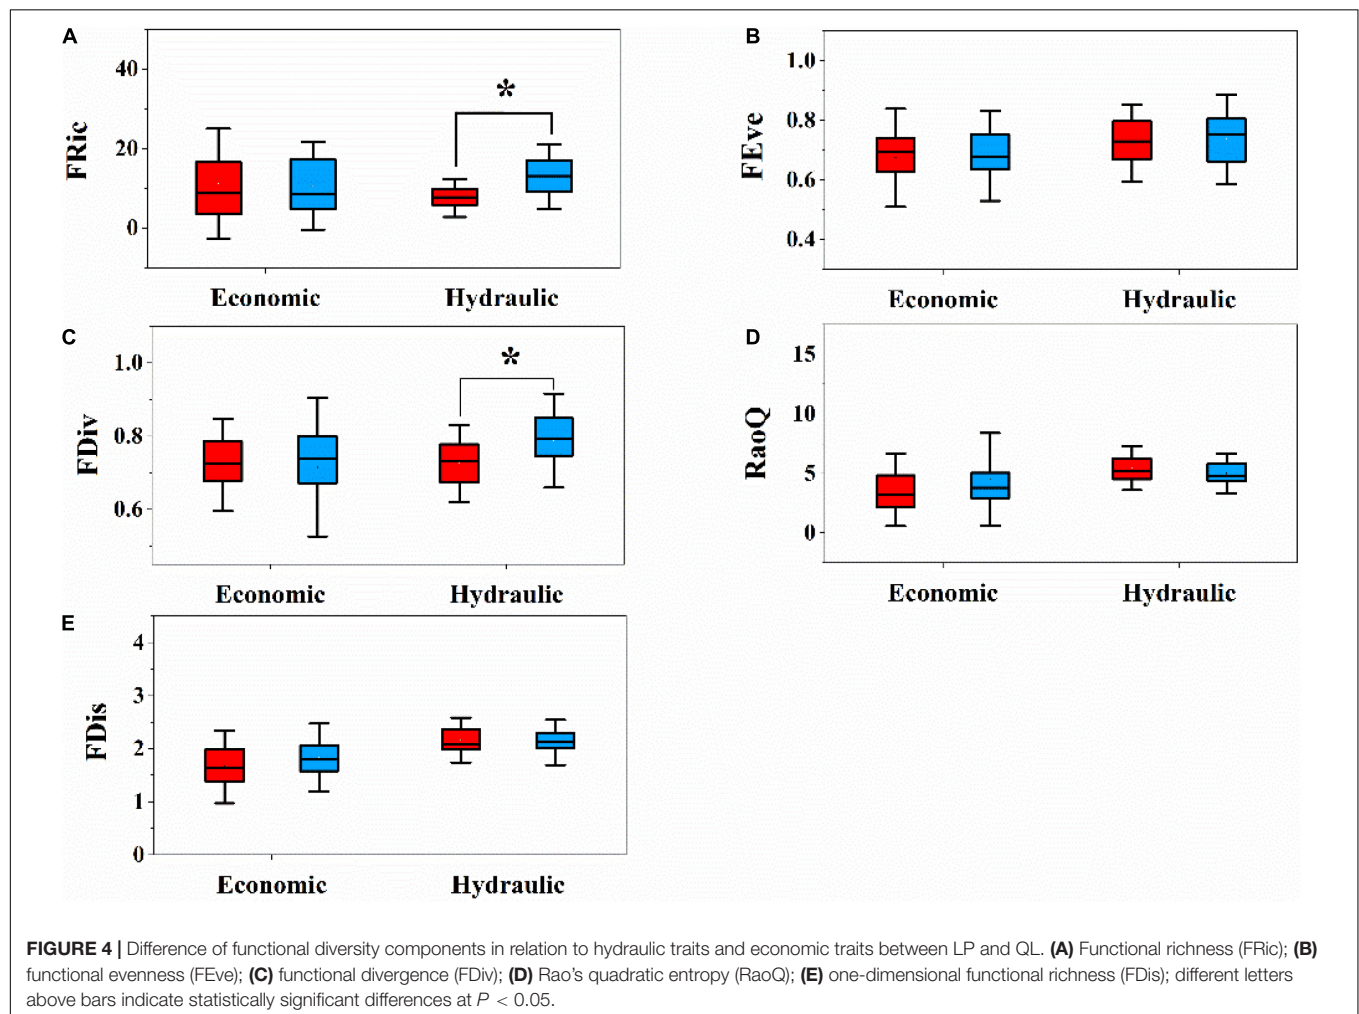 A
FRic
40
20
0
*
Economic
Hydraulic
B
FEve
1.0
0.8
0.6
0.4
Economic
Hydraulic
C
FDiv
1.0
0.8
0.6
*
Economic
Hydraulic
D
RaoQ
15
10
5
0
Economic
Hydraulic
E
FDis
4
3
2
1
0
Economic
Hydraulic
FIGURE 4 | Difference of functional diversity components in relation to hydraulic traits and economic traits between LP and QL. (A) Functional richness (FRic); (B)
functional evenness (FEve); (C) functional divergence (FDiv); (D) Rao's quadratic entropy (RaoQ); (E) one-dimensional functional richness (FDis); different letters
above bars indicate statistically significant differences at P < 0.05.